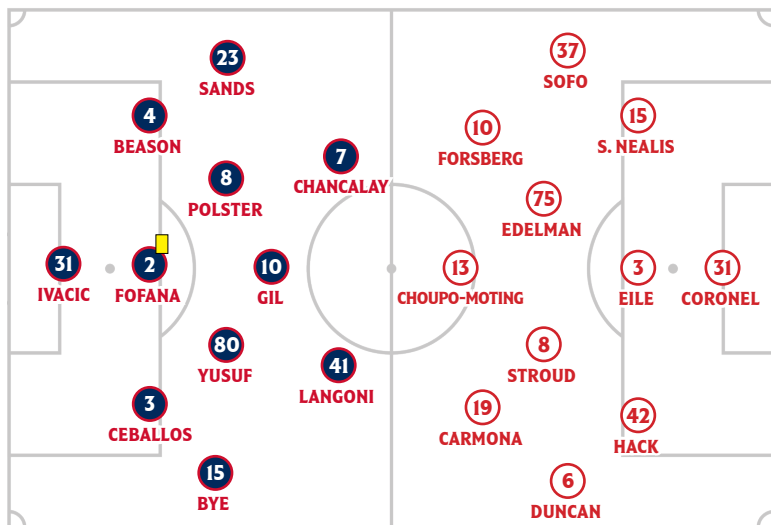 23
SANDS
4
BEASON
8
POLSTER
7
CHANCALAY
31
IVACIC
2
FOFANA
10
GIL
80
YUSUF
41
LANGONI
3
CEBALLOS
15
BYE
37
SOFO
10
FORSBERG
15
S. NEALIS
75
EDELMAN
13
CHOUPO-MOTING
3
EILE
31
CORONEL
8
STROUD
19
CARMONA
42
HACK
6
DUNCAN